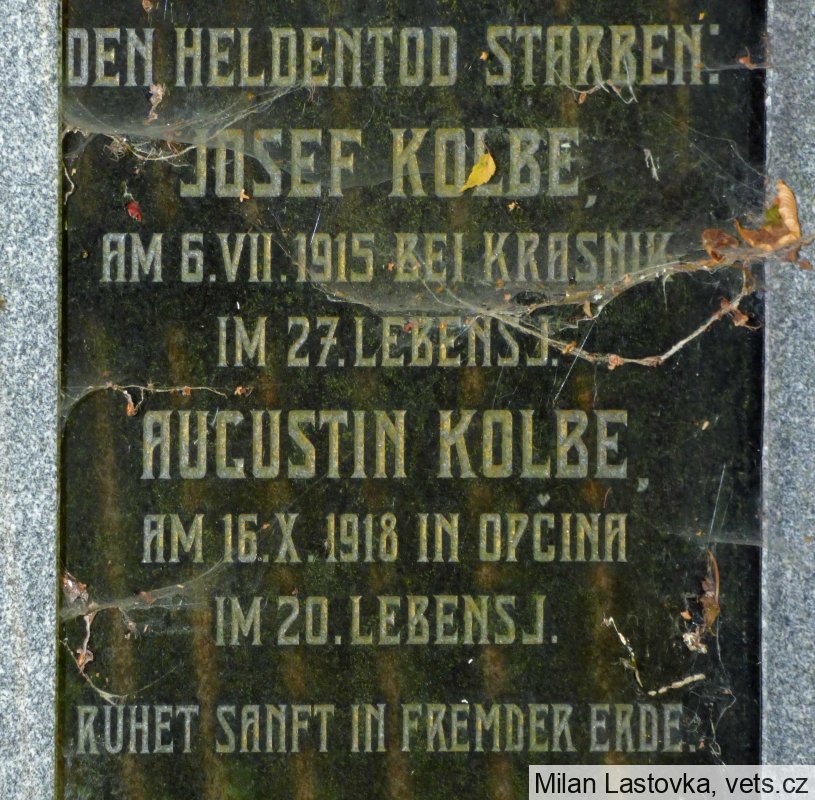 DEN HELDENTOD STARBEN:
JOSEF KOLBE,
AM 6.VII.1915 BEI KRASNIK
IM 27.LEBENSJ.
AUGUSTIN KOLBE,
AM 16.X.1918 IN OPČINA
IM 20.LEBENSJ.
RUHET SANFT IN FREMDER ERDE.
Milan Lastovka, vets.cz